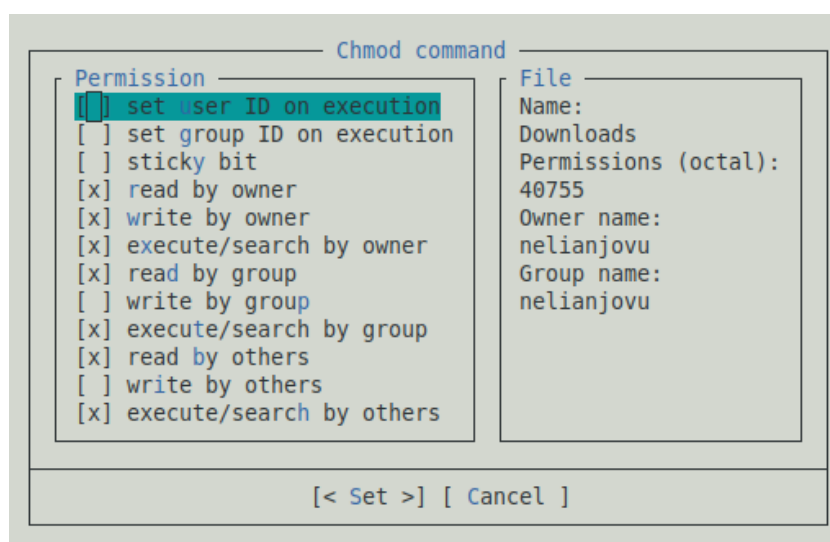 Chmod command
Permission
[ ] set user ID on execution
[ ] set group ID on execution
[ ] sticky bit
[x] read by owner
[x] write by owner
[x] execute/search by owner
[x] read by group
[ ] write by group
[x] execute/search by group
[x] read by others
[ ] write by others
[x] execute/search by others
File
Name:
Downloads
Permissions (octal):
40755
Owner name:
nelianjovu
Group name:
nelianjovu
[< Set >] [ Cancel ]